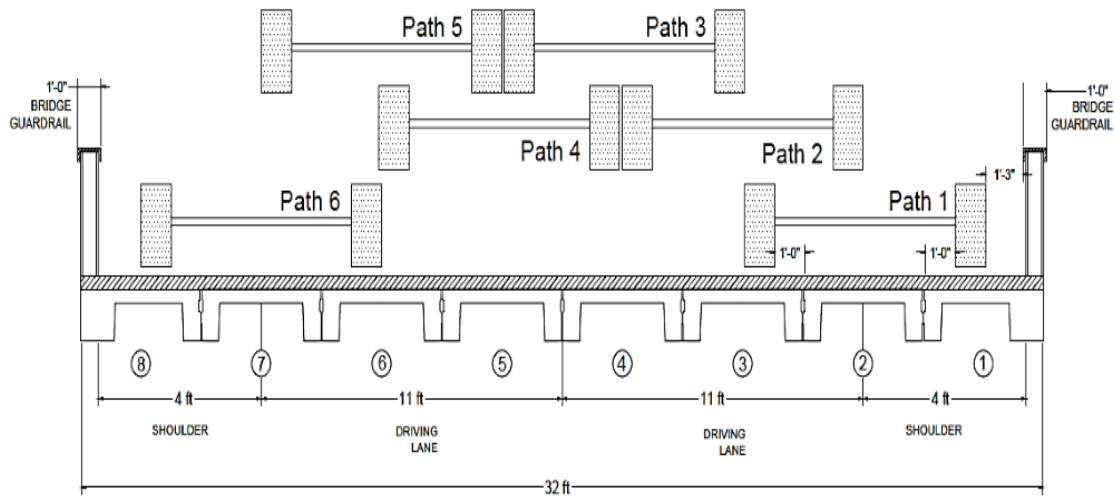 Path 5
Path 3
1'-0"
BRIDGE
GUARDRAIL
1'-0"
BRIDGE
GUARDRAIL
Path 4
Path 2
1'-3"
Path 6
Path 1
1'-0"
1'-0"
8
7
6
5
4
3
2
1
4 ft
11 ft
11 ft
4 ft
SHOULDER
DRIVING
LANE
DRIVING
LANE
SHOULDER
32 ft